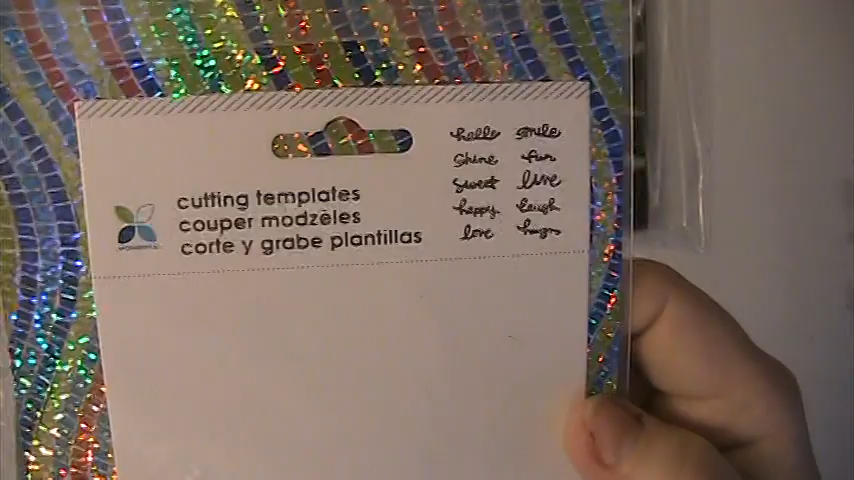 cutting templates
couper modzèles
corte y grabe plantillas
hello smile
shine fun
sweet live
happy laugh
love hugs